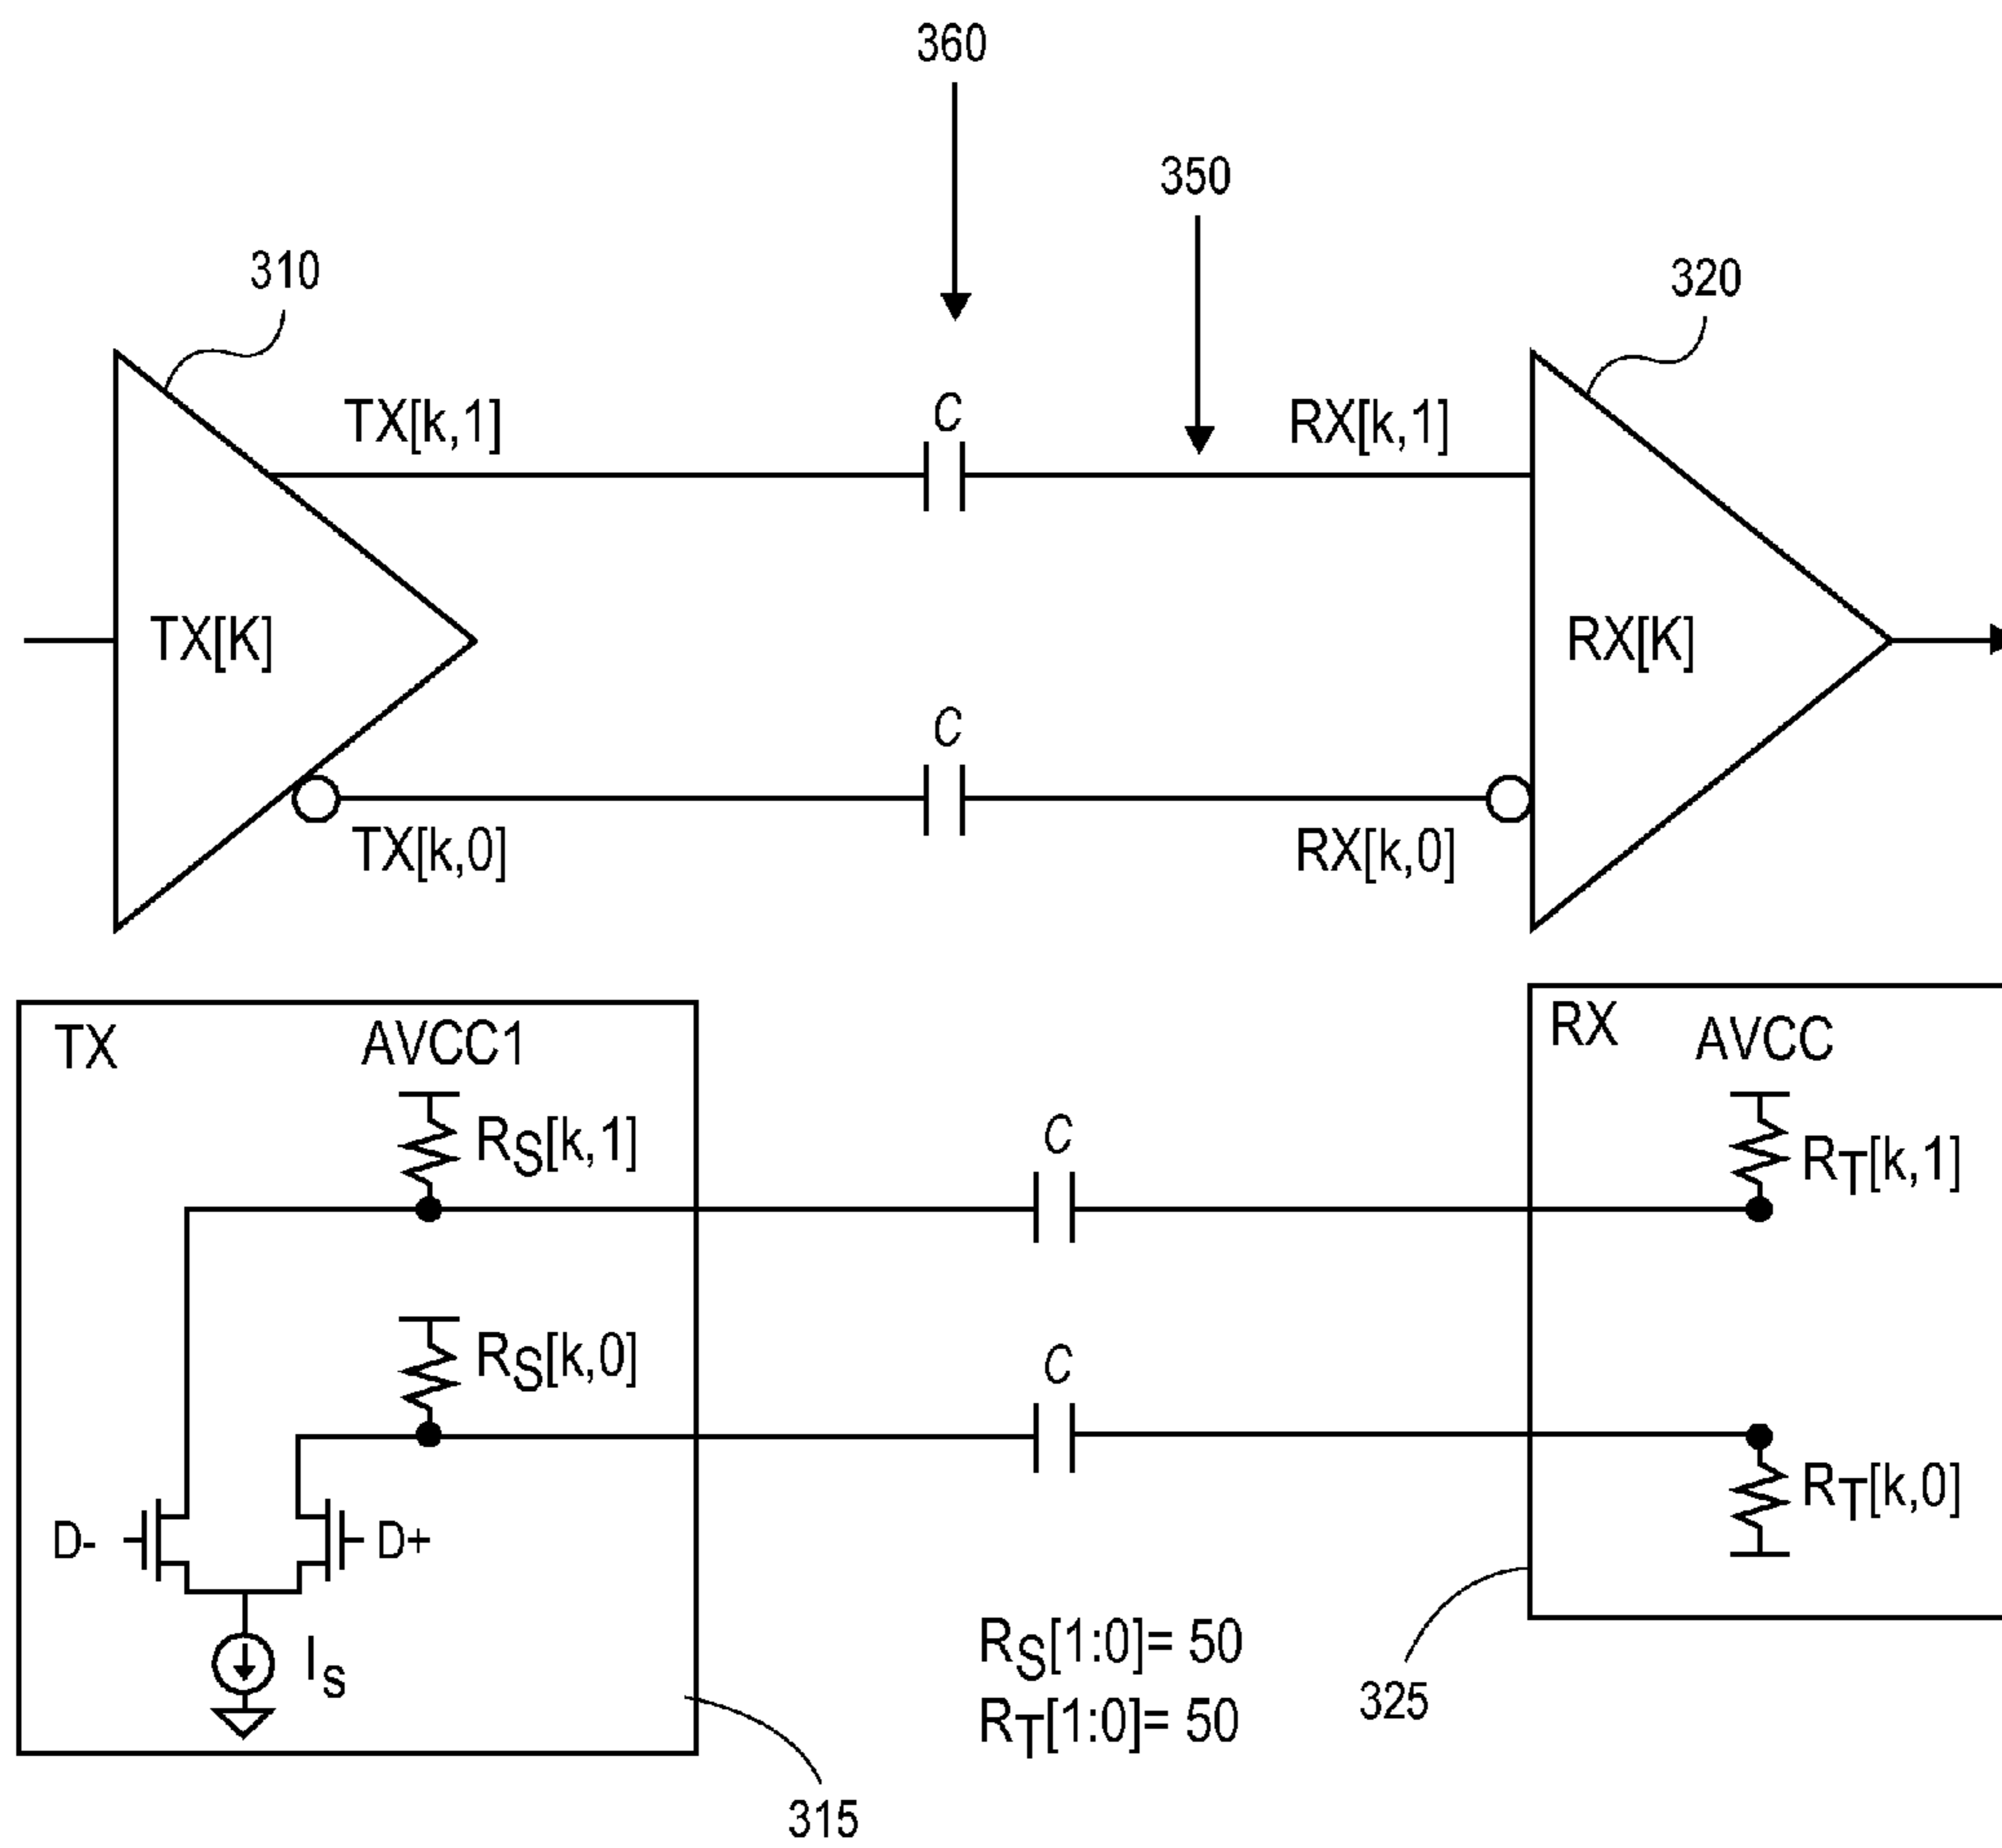 360
350
310
320
TX[k,1]
C
RX[k,1]
TX[K]
RX[K]
C
TX[k,0]
RX[k,0]
TX
AVCC1
RX
AVCC
RS[k,1]
C
RT[k,1]
RS[k,0]
C
RT[k,0]
D-
D+
IS
RS[1:0]= 50
RT[1:0]= 50
325
315